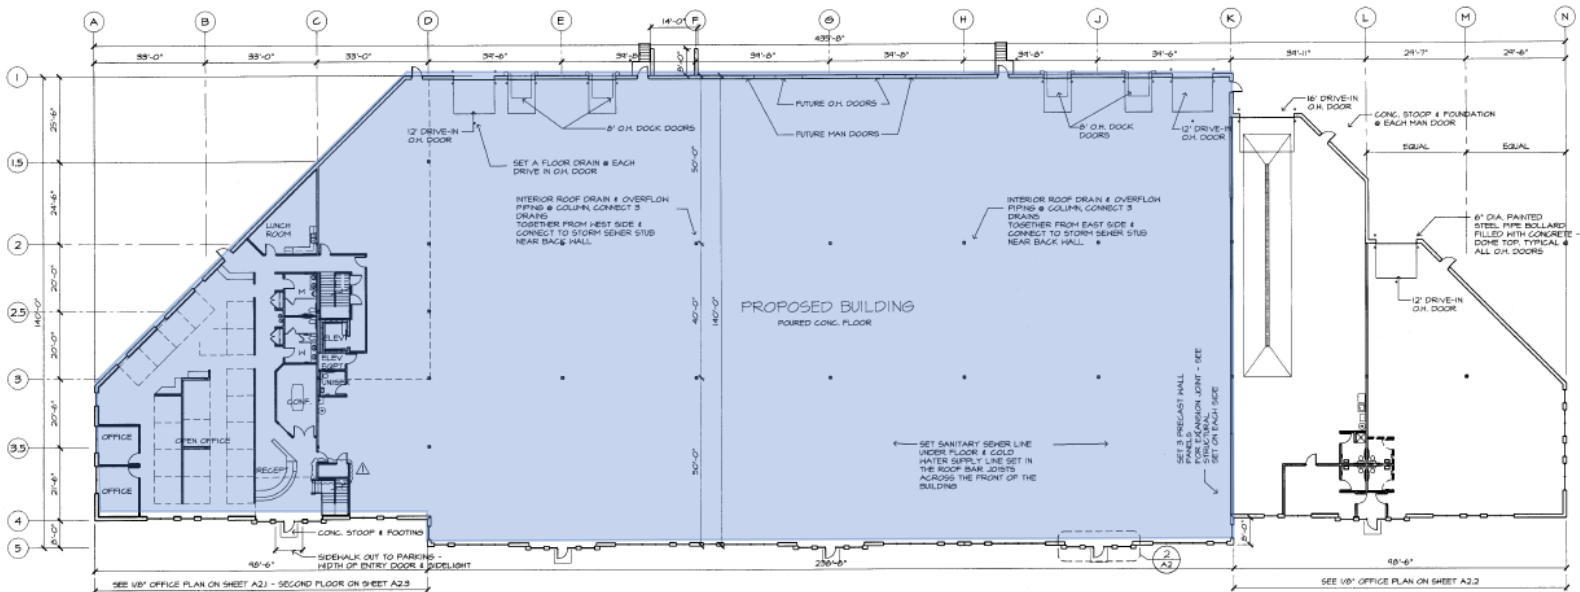 A B C D E F G H J K L M N
14'-0"
435'-8"
33'-0" 33'-0" 33'-0" 39'-6" 39'-8" 39'-8" 39'-8" 39'-8" 39'-6" 39'-11" 29'-7" 29'-6"
8'-0"
1
16' DRIVE-IN
O.H. DOOR
FUTURE O.H. DOORS
CONC. STOOP & FOUNDATION
@ EACH MAN DOOR
25'-6"
12' DRIVE-IN
O.H. DOOR
8' O.H. DOCK DOORS
FUTURE MAN DOORS
8' O.H. DOCK
DOORS
12' DRIVE-IN
O.H. DOOR
EQUAL EQUAL
1.5
SET A FLOOR DRAIN @ EACH
DRIVE IN O.H. DOOR
50'-0"
24'-6"
INTERIOR ROOF DRAIN & OVERFLOW
PIPING @ COLUMN, CONNECT 3
DRAINS
TOGETHER FROM WEST SIDE &
CONNECT TO STORM SEWER STUB
NEAR BACK WALL
INTERIOR ROOF DRAIN & OVERFLOW
PIPING @ COLUMN, CONNECT 3
DRAINS
TOGETHER FROM EAST SIDE &
CONNECT TO STORM SEWER STUB
NEAR BACK WALL
6" DIA. PAINTED
STEEL PIPE BOLLARD
FILLED WITH CONCRETE -
DOME TOP, TYPICAL @
ALL O.H. DOORS
LUNCH
ROOM
2
20'-0"
M
2.5
140'-0"
40'-0"
140'-0"
PROPOSED BUILDING
POURED CONC. FLOOR
12' DRIVE-IN
O.H. DOOR
ELEV
20'-0"
W
ELEV
EQPT
UNISEX
3
CONF.
20'-6"
SET 3 PRECAST WALL
PANELS
FOR EXPANSION JOINT - SEE
STRUCTURAL
SET ON EACH SIDE
OFFICE
OPEN OFFICE
3.5
SET SANITARY SEWER LINE
UNDER FLOOR & COLD
WATER SUPPLY LINE SET IN
THE ROOF BAR JOISTS
ACROSS THE FRONT OF THE
BUILDING
50'-0"
RECEPT
21'-6"
OFFICE
4
CONC. STOOP & FOOTING
8'-0"
8'-0"
5
SIDEWALK OUT TO PARKING -
WIDTH OF ENTRY DOOR & SIDELIGHT
2
A2
98'-6"
238'-8"
98'-6"
SEE 1/8" OFFICE PLAN ON SHEET A2.1 - SECOND FLOOR ON SHEET A2.3
SEE 1/8" OFFICE PLAN ON SHEET A2.2